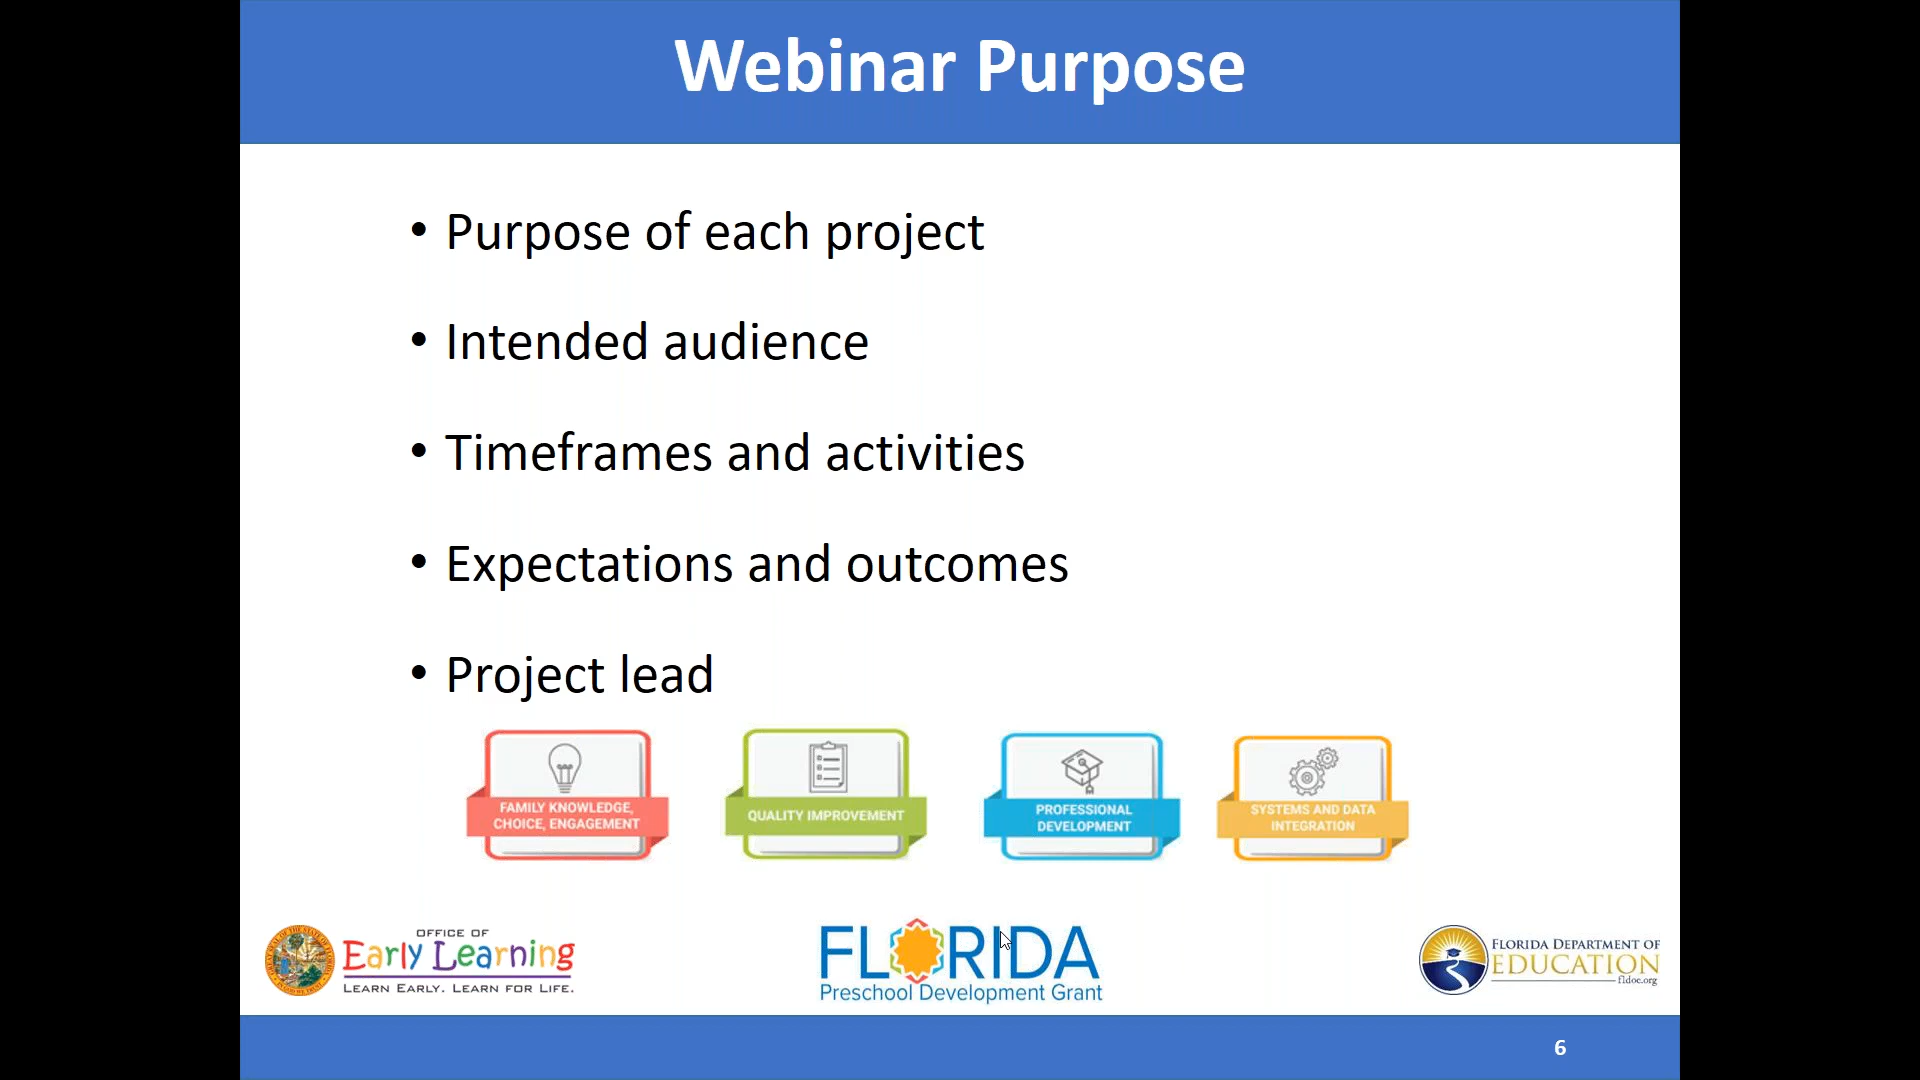 Webinar Purpose
• Purpose of each project
• Intended audience
• Timeframes and activities
• Expectations and outcomes
• Project lead
FAMILY KNOWLEDGE,
CHOICE, ENGAGEMENT
QUALITY IMPROVEMENT
PROFESSIONAL
DEVELOPMENT
SYSTEMS AND DATA
INTEGRATION
OFFICE OF
Early Learning
LEARN EARLY. LEARN FOR LIFE.
FLORIDA
Preschool Development Grant
FLORIDA DEPARTMENT OF
EDUCATION
fldoe.org
6